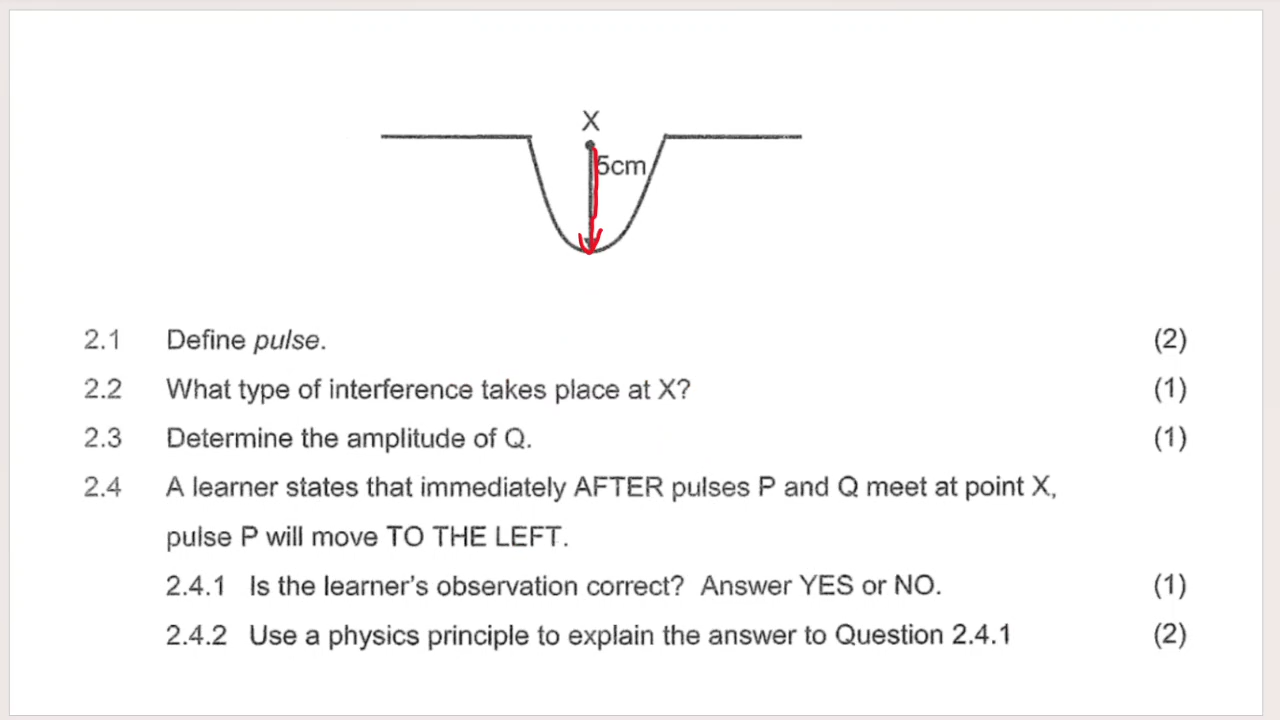 X
5cm
2.1 Define pulse. (2)
2.2 What type of interference takes place at X? (1)
2.3 Determine the amplitude of Q. (1)
2.4 A learner states that immediately AFTER pulses P and Q meet at point X,
pulse P will move TO THE LEFT.
2.4.1 Is the learner's observation correct? Answer YES or NO. (1)
2.4.2 Use a physics principle to explain the answer to Question 2.4.1 (2)